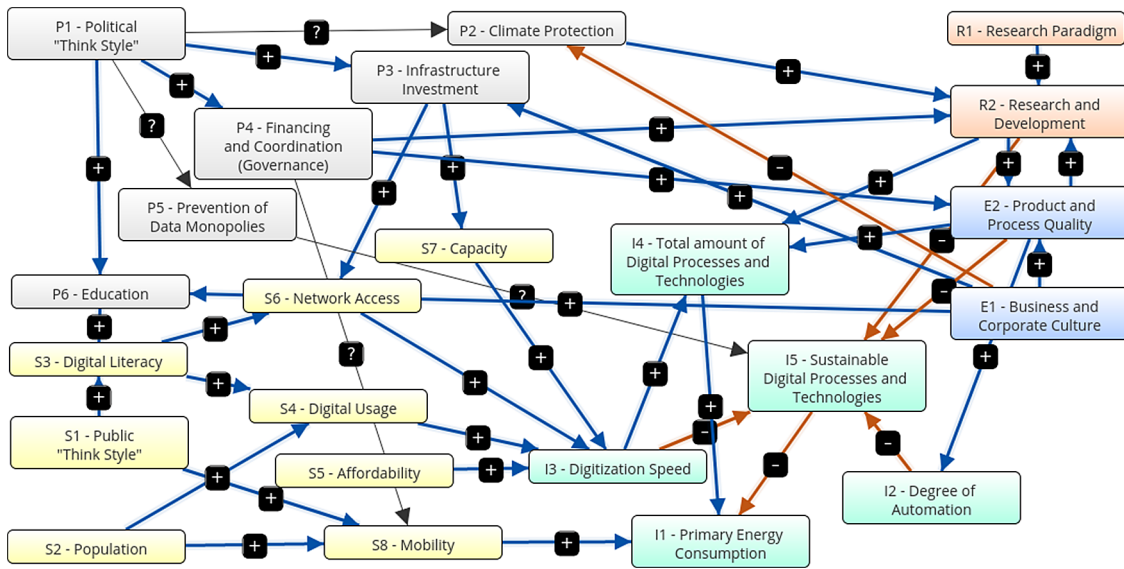 P1 - Political
"Think Style"
?
P2 - Climate Protection
R1 - Research Paradigm
+
P3 - Infrastructure
Investment
+
+
+
R2 - Research and
Development
?
P4 - Financing
and Coordination
(Governance)
+
+
+
-
+
+
+
+
+
+
P5 - Prevention of
Data Monopolies
S7 - Capacity
I4 - Total amount of
Digital Processes and
Technologies
+
-
E2 - Product and
Process Quality
+
P6 - Education
S6 - Network Access
?
+
-
E1 - Business and
Corporate Culture
+
+
S3 - Digital Literacy
?
+
I5 - Sustainable
Digital Processes and
Technologies
+
+
+
+
+
S4 - Digital Usage
+
S1 - Public
"Think Style"
+
-
-
S5 - Affordability
+
I3 - Digitization Speed
-
+
+
I2 - Degree of
Automation
S2 - Population
+
S8 - Mobility
+
I1 - Primary Energy
Consumption